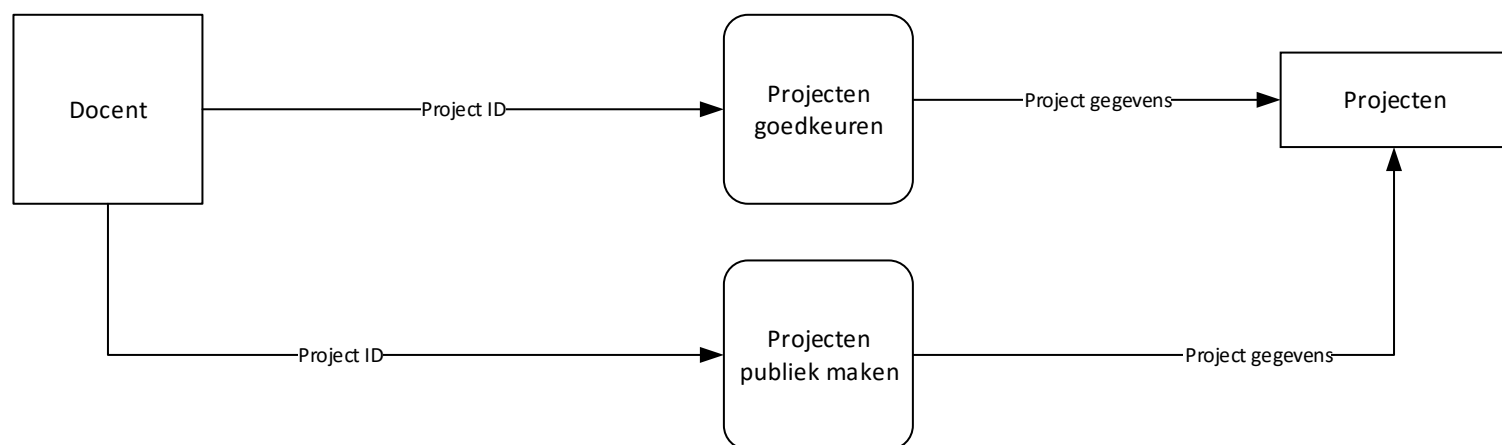 Docent
Project ID
Projecten
goedkeuren
Project gegevens
Projecten
Project ID
Projecten
publiek maken
Project gegevens